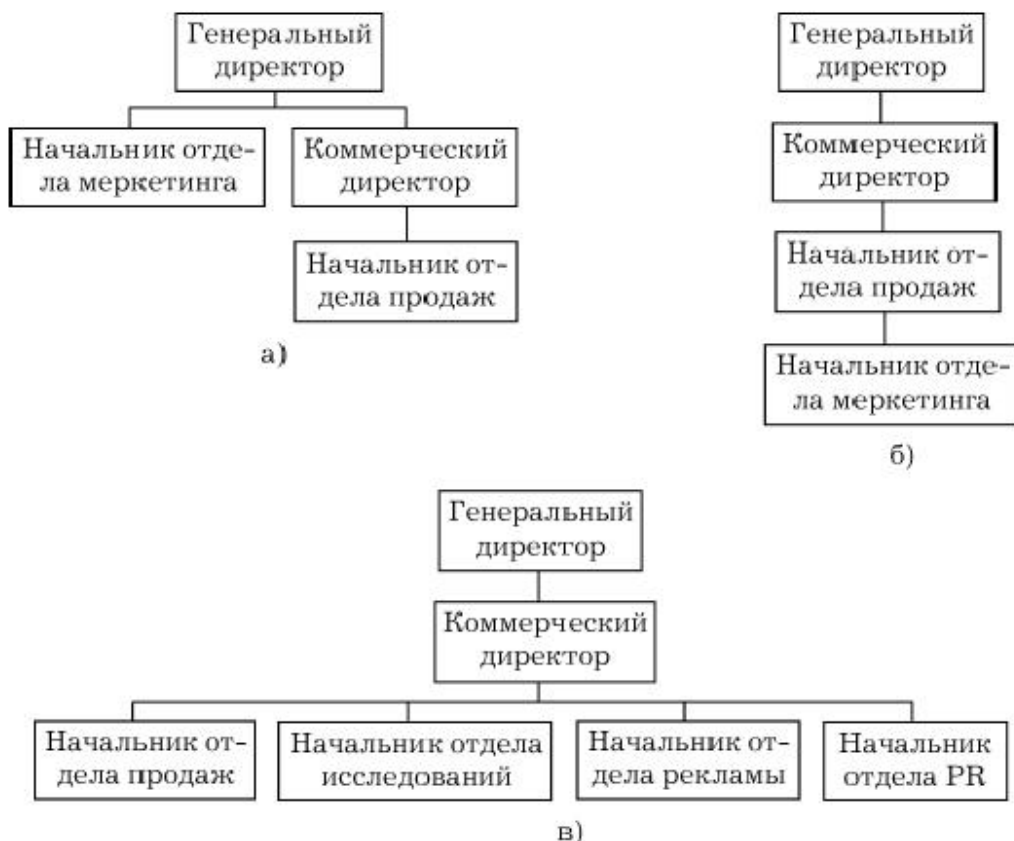 Генеральный
директор
Начальник отде-
ла меркетинга
Коммерческий
директор
Начальник от-
дела продаж
а)
Генеральный
директор
Коммерческий
директор
Начальник от-
дела продаж
Начальник отде-
ла меркетинга
б)
Генеральный
директор
Коммерческий
директор
Начальник от-
дела продаж
Начальник отдела
исследований
Начальник от-
дела рекламы
Начальник
отдела PR
в)